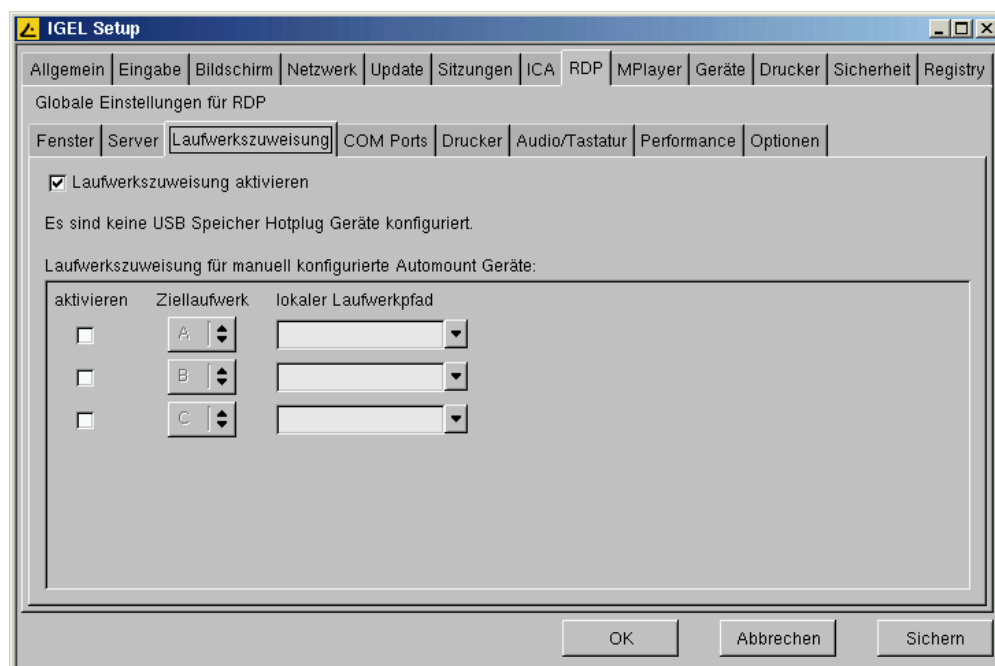 IGEL Setup
Allgemein Eingabe Bildschirm Netzwerk Update Sitzungen ICA RDP MPlayer Geräte Drucker Sicherheit Registry
Globale Einstellungen für RDP
Fenster Server Laufwerkszuweisung COM Ports Drucker Audio/Tastatur Performance Optionen
Laufwerkszuweisung aktivieren
Es sind keine USB Speicher Hotplug Geräte konfiguriert.
Laufwerkszuweisung für manuell konfigurierte Automount Geräte:
aktivieren Ziellaufwerk lokaler Laufwerkpfad
A
B
C
OK Abbrechen Sichern